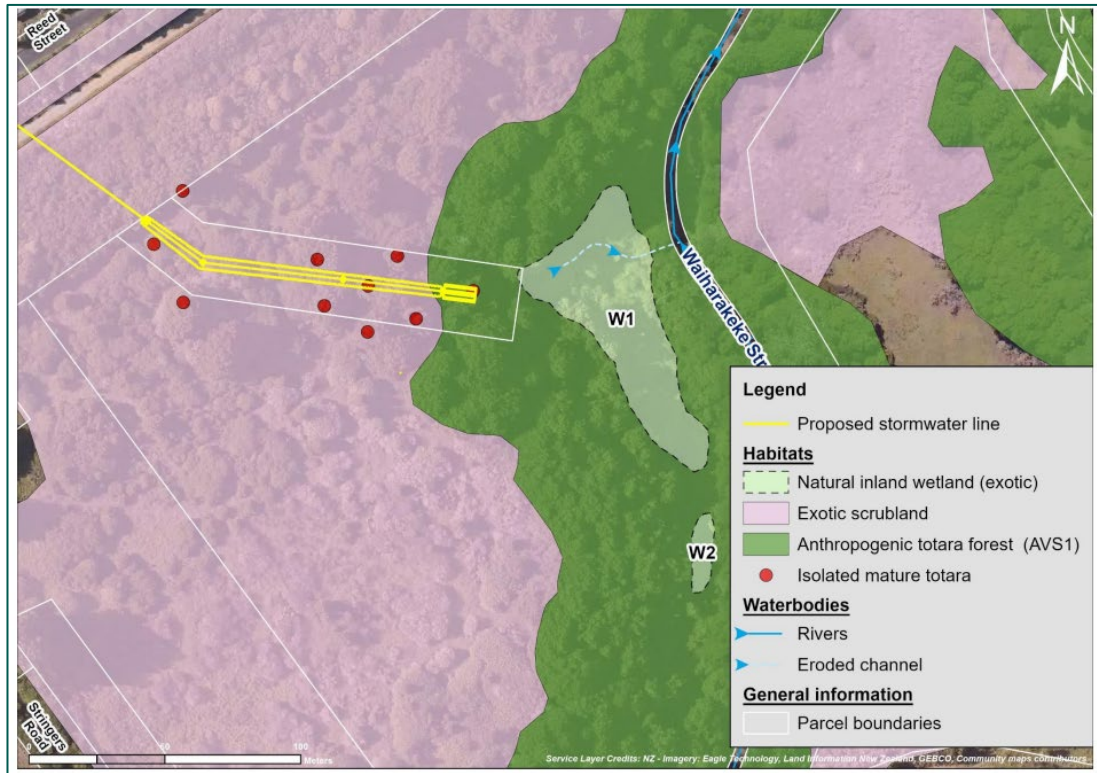 Reed
Street
N
W1
Waiharakeke Str
W2
Legend
Proposed stormwater line
Habitats
Natural inland wetland (exotic)
Exotic scrubland
Anthropogenic totara forest (AVS1)
Isolated mature totara
Waterbodies
Rivers
Eroded channel
General information
Parcel boundaries
Stringers
Road
0 100
Meters
Service Layer Credits: NZ - Imagery: Eagle Technology, Land Information New Zealand, GEBCO, Community maps contributors